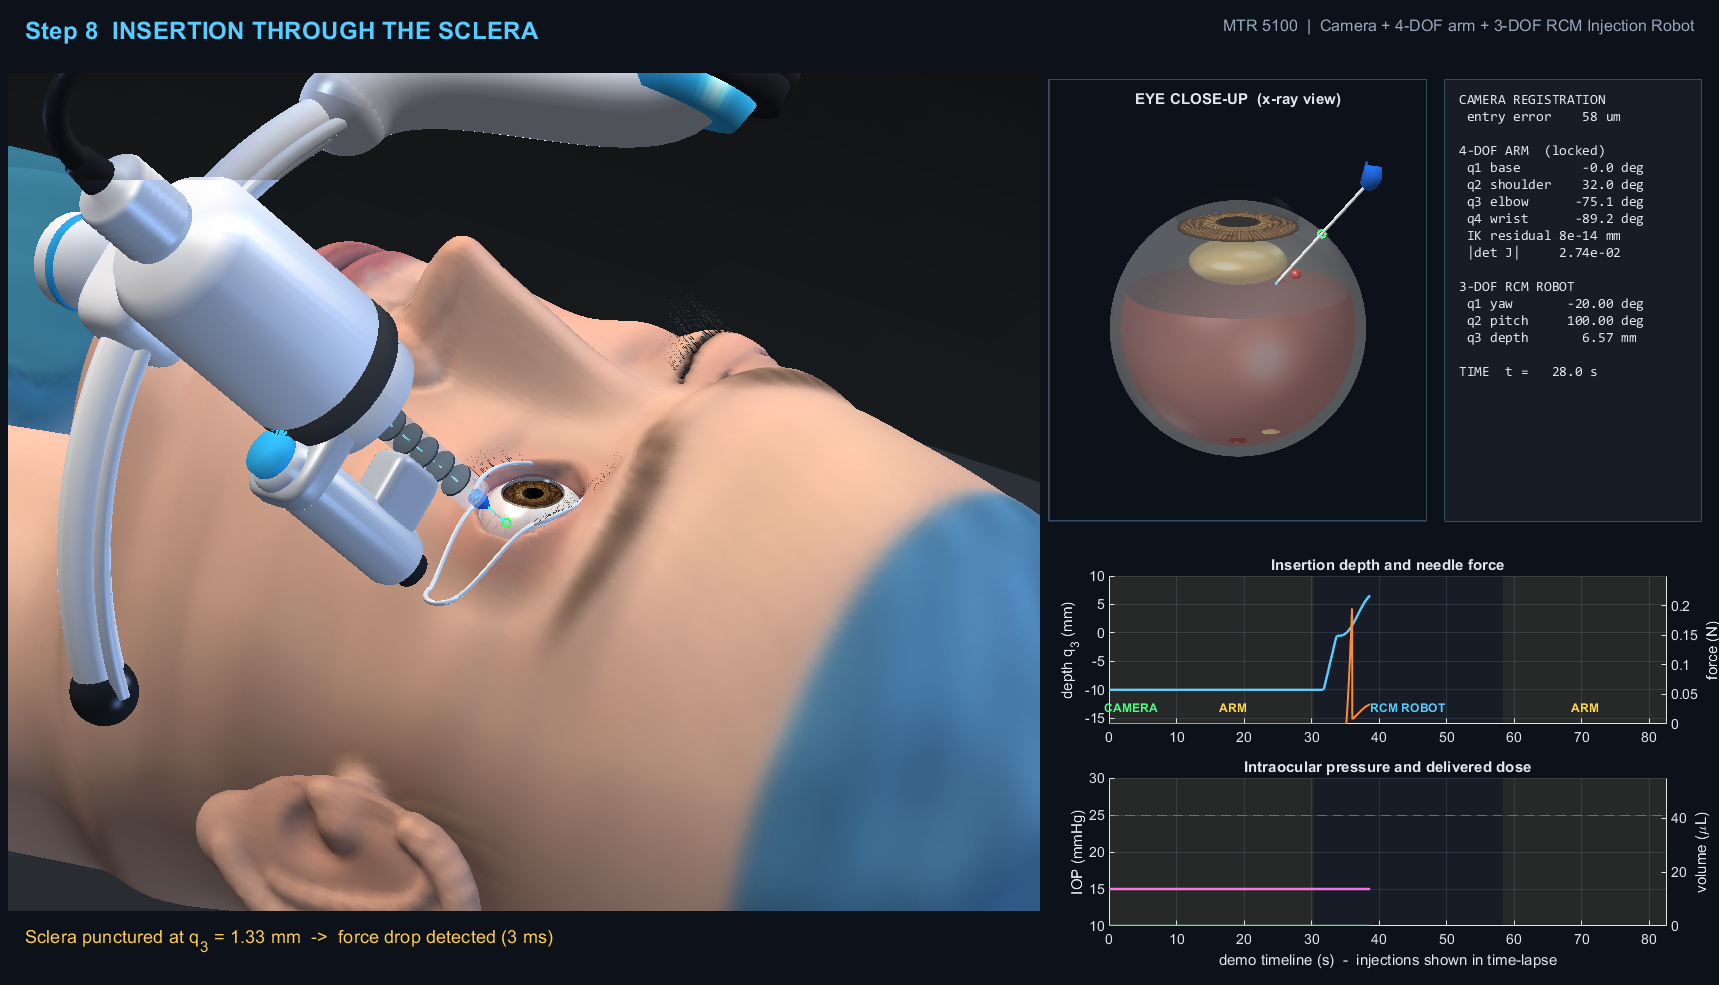 Step 8  INSERTION THROUGH THE SCLERA
MTR 5100  |  Camera + 4-DOF arm + 3-DOF RCM Injection Robot
EYE CLOSE-UP  (x-ray view)
CAMERA REGISTRATION
entry error    58 um
4-DOF ARM  (locked)
q1 base        -0.0 deg
q2 shoulder    32.0 deg
q3 elbow      -75.1 deg
q4 wrist      -89.2 deg
IK residual 8e-14 mm
|det J|     2.74e-02
3-DOF RCM ROBOT
q1 yaw       -20.00 deg
q2 pitch     100.00 deg
q3 depth       6.57 mm
TIME  t =   28.0 s
Insertion depth and needle force
depth q3 (mm)
10
5
0
-5
-10
-15
0.2
0.15
0.1
0.05
0
force (N)
CAMERA
ARM
RCM ROBOT
ARM
0 10 20 30 40 50 60 70 80
Intraocular pressure and delivered dose
IOP (mmHg)
30
25
20
15
10
40
20
0
volume (μL)
0 10 20 30 40 50 60 70 80
demo timeline (s)  -  injections shown in time-lapse
Sclera punctured at q3 = 1.33 mm  ->  force drop detected (3 ms)